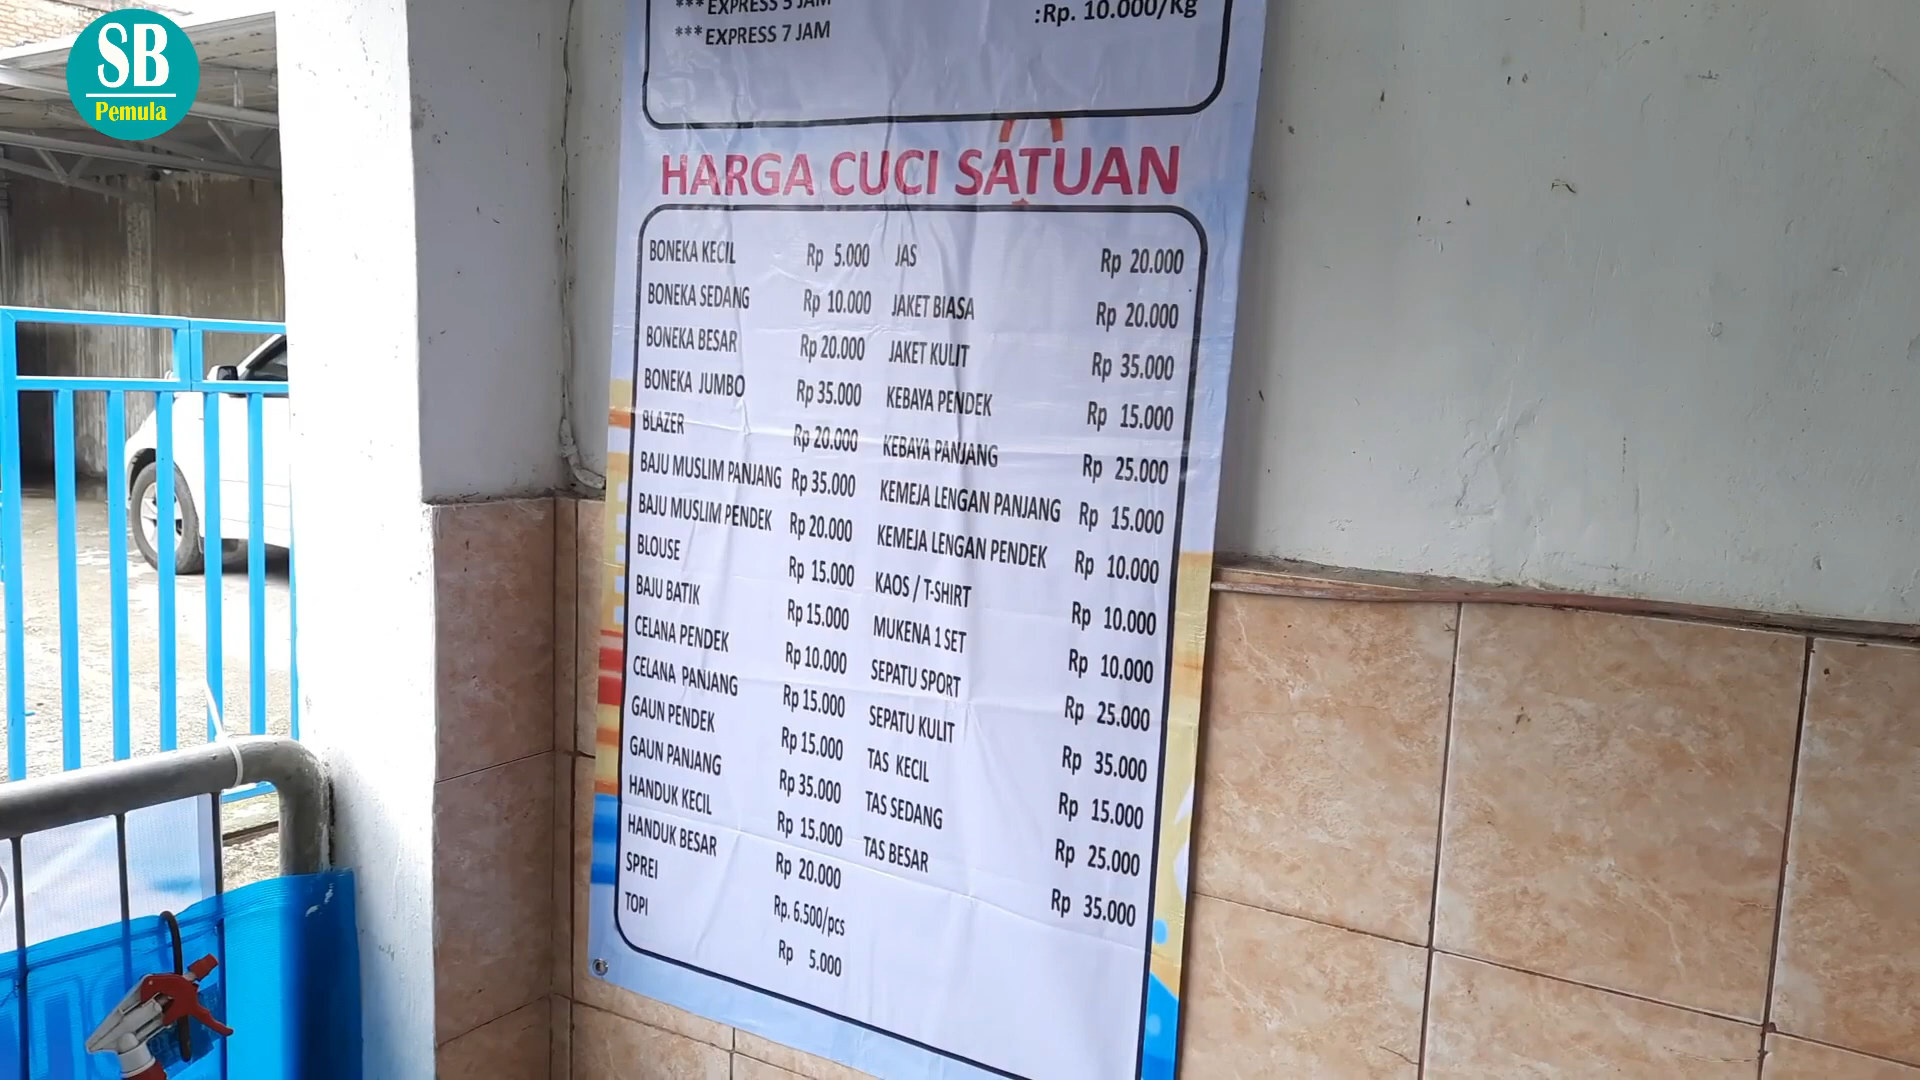 SB
Pemula
*** EXPRESS 5 JAM
*** EXPRESS 7 JAM
:Rp. 10.000/Kg
HARGA CUCI SATUAN
BONEKA KECIL Rp 5.000
BONEKA SEDANG Rp 10.000
BONEKA BESAR Rp 20.000
BONEKA JUMBO Rp 35.000
BLAZER Rp 20.000
BAJU MUSLIM PANJANG Rp 35.000
BAJU MUSLIM PENDEK Rp 20.000
BLOUSE Rp 15.000
BAJU BATIK Rp 15.000
CELANA PENDEK Rp 10.000
CELANA PANJANG Rp 15.000
GAUN PENDEK Rp 15.000
GAUN PANJANG Rp 35.000
HANDUK KECIL Rp 15.000
HANDUK BESAR Rp 20.000
SPREI Rp. 6.500/pcs
TOPI Rp 5.000
JAS Rp 20.000
JAKET BIASA Rp 20.000
JAKET KULIT Rp 35.000
KEBAYA PENDEK Rp 15.000
KEBAYA PANJANG Rp 25.000
KEMEJA LENGAN PANJANG Rp 15.000
KEMEJA LENGAN PENDEK Rp 10.000
KAOS / T-SHIRT Rp 10.000
MUKENA 1 SET Rp 10.000
SEPATU SPORT Rp 25.000
SEPATU KULIT Rp 35.000
TAS KECIL Rp 15.000
TAS SEDANG Rp 25.000
TAS BESAR Rp 35.000